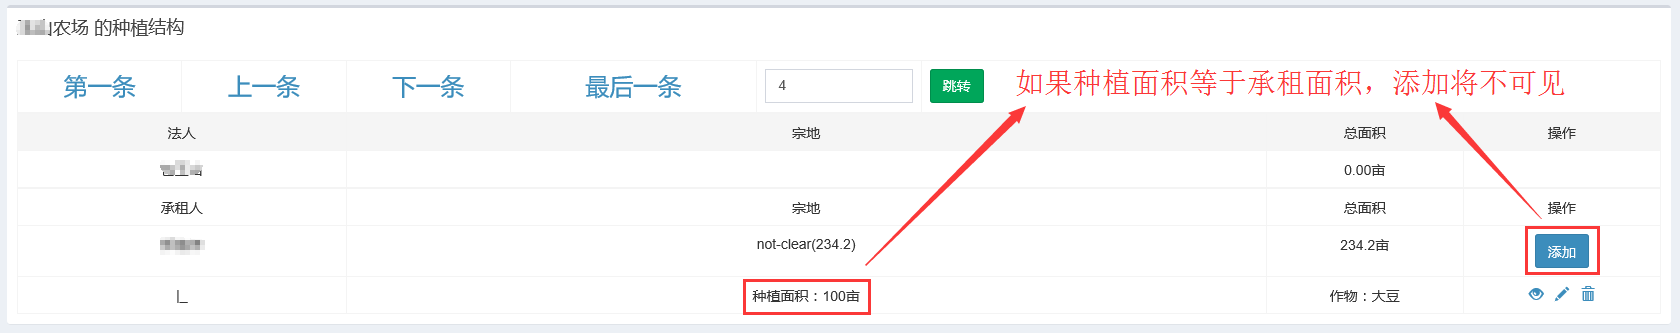 农场 的种植结构
第一条 上一条 下一条 最后一条 4 跳转 如果种植面积等于承租面积，添加将不可见
法人 宗地 总面积 操作
0.00亩
承租人 宗地 总面积 操作
not-clear(234.2) 234.2亩 添加
种植面积：100亩 作物：大豆